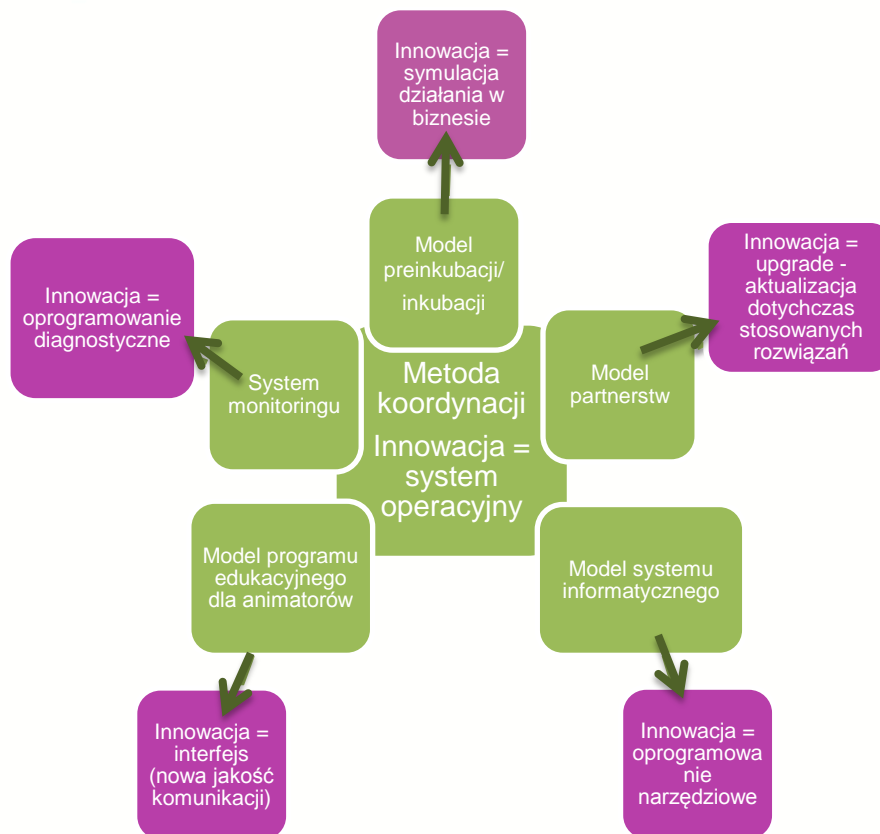 Innowacja =
symulacja
działania w
biznesie
Model
preinkubacji/
inkubacji
Innowacja =
upgrade -
aktualizacja
dotychczas
stosowanych
rozwiązań
Innowacja =
oprogramowanie
diagnostyczne
System
monitoringu
Metoda
koordynacji
Innowacja =
system
operacyjny
Model
partnerstw
Model programu
edukacyjnego
dla animatorów
Model systemu
informatycznego
Innowacja =
interfejs
(nowa jakość
komunikacji)
Innowacja =
oprogramowa
nie
narzędziowe